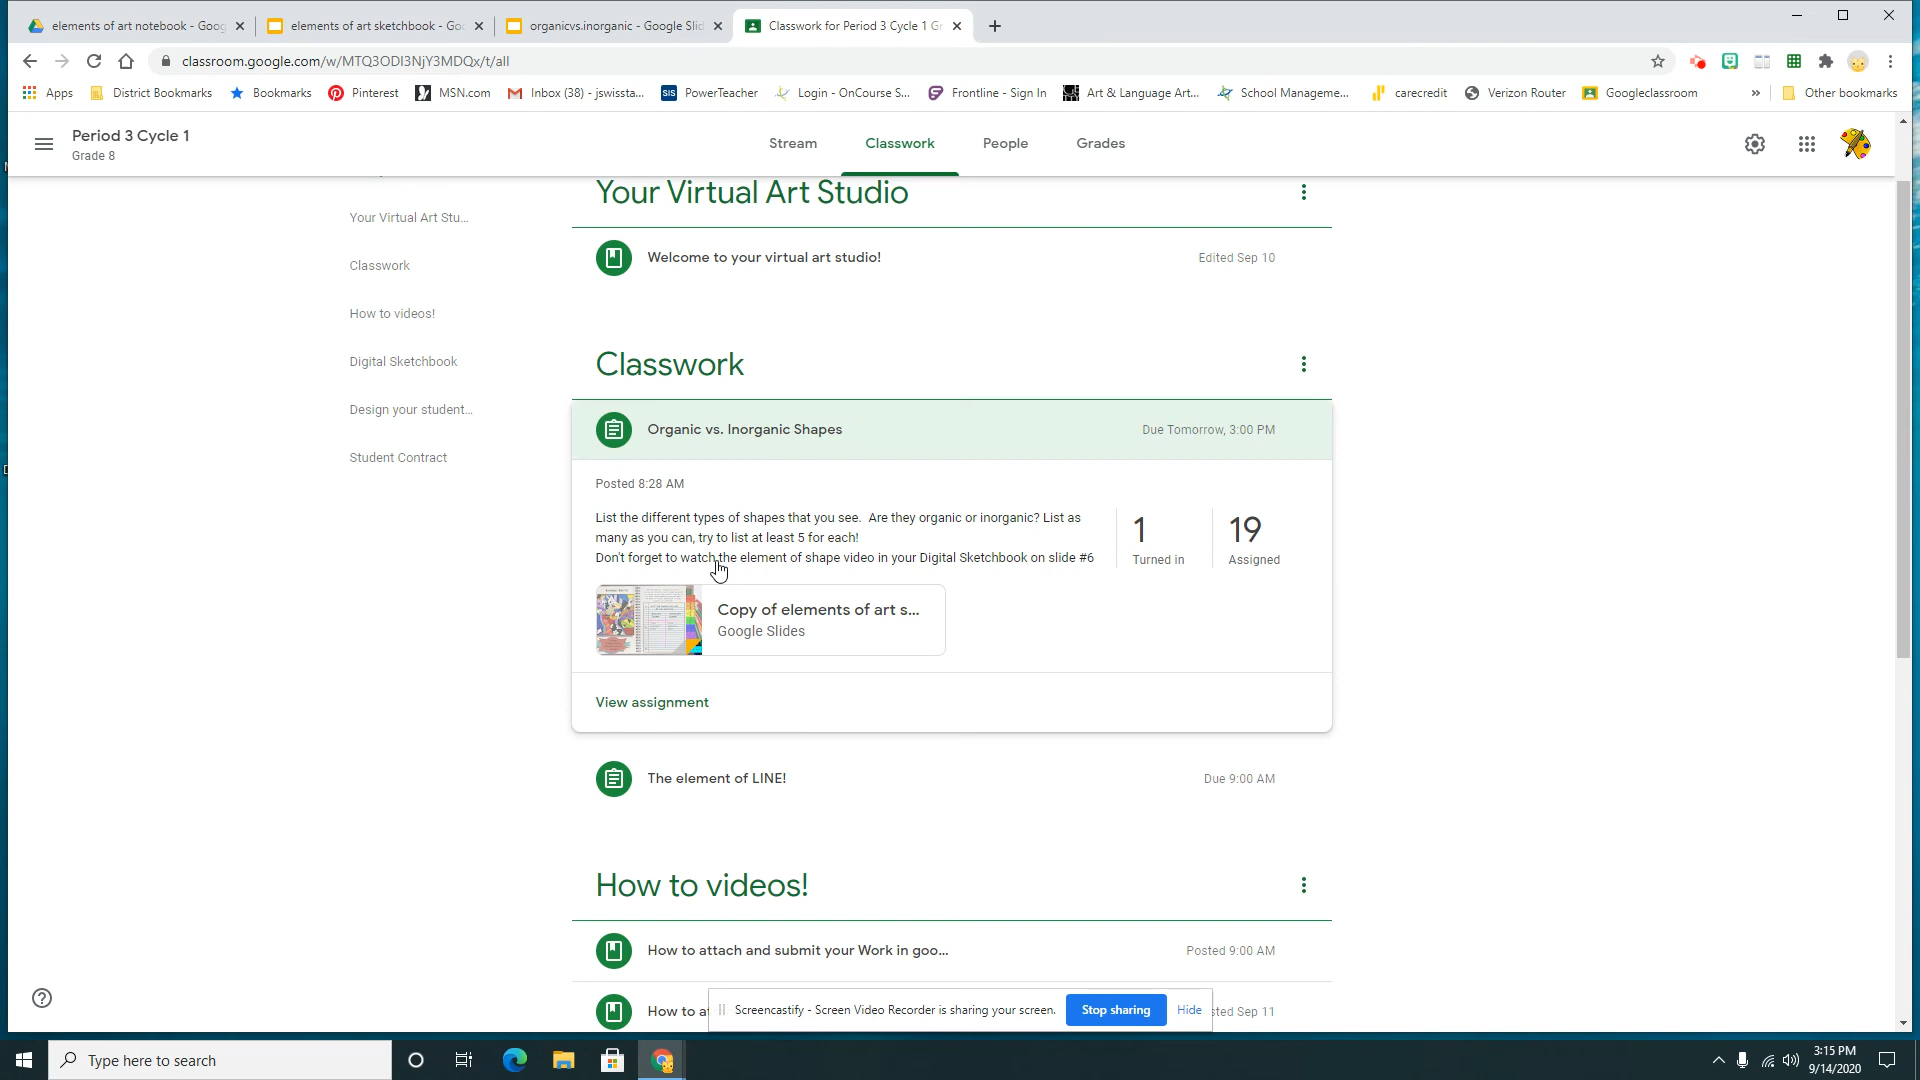 elements of art notebook - Goog
elements of art sketchbook - Goo
organicvs.inorganic - Google Slid
Classwork for Period 3 Cycle 1 Gr
classroom.google.com/w/MTQ3ODI3NjY3MDQx/t/all
Apps
District Bookmarks
Bookmarks
Pinterest
MSN.com
Inbox (38) - jswissta...
SIS
PowerTeacher
Login - OnCourse S...
Frontline - Sign In
Art & Language Art...
School Manageme...
carecredit
Verizon Router
Googleclassroom
»
Other bookmarks
Period 3 Cycle 1
Grade 8
Stream
Classwork
People
Grades
Your Virtual Art Stu...
Classwork
How to videos!
Digital Sketchbook
Design your student...
Student Contract
Your Virtual Art Studio
Welcome to your virtual art studio!
Edited Sep 10
Classwork
Organic vs. Inorganic Shapes
Due Tomorrow, 3:00 PM
Posted 8:28 AM
List the different types of shapes that you see.  Are they organic or inorganic? List as
many as you can, try to list at least 5 for each!
Don't forget to watch the element of shape video in your Digital Sketchbook on slide #6
1
Turned in
19
Assigned
Copy of elements of art s...
Google Slides
View assignment
The element of LINE!
Due 9:00 AM
How to videos!
How to attach and submit your Work in goo...
Posted 9:00 AM
How to
Sep 11
Screencastify - Screen Video Recorder is sharing your screen.
Stop sharing
Hide
Type here to search
3:15 PM
9/14/2020